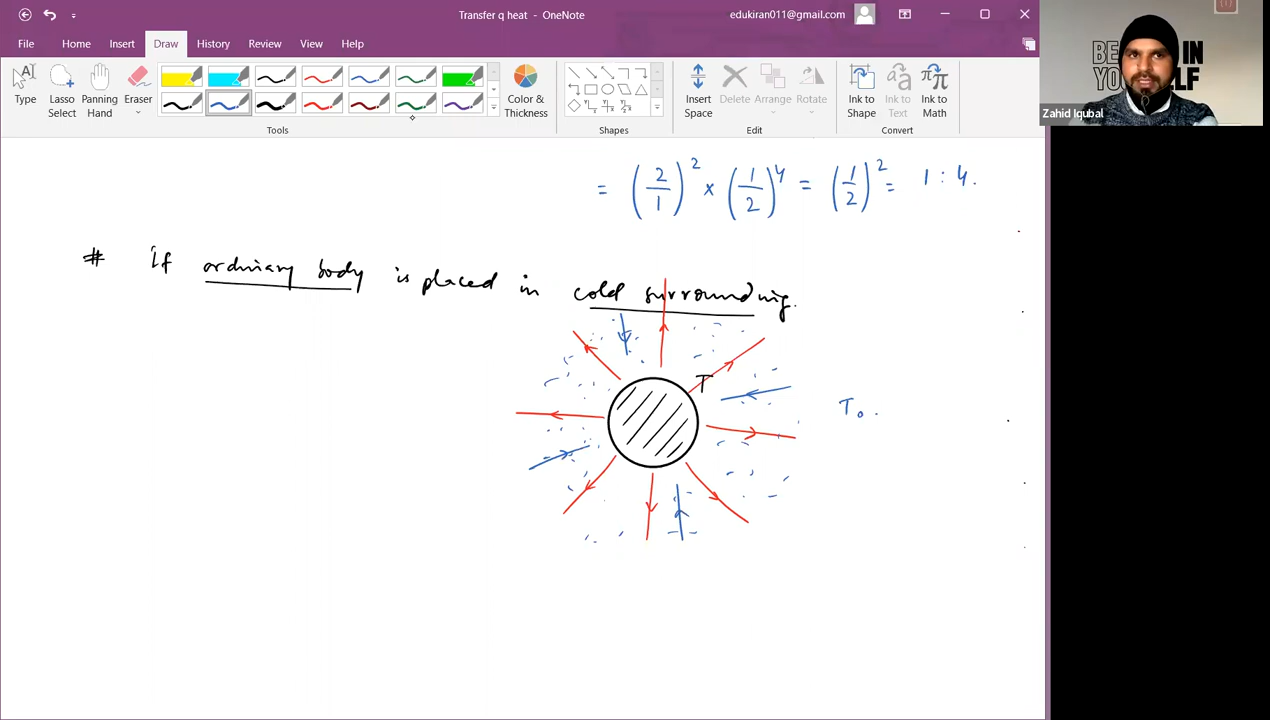 Transfer q heat - OneNote
edukiran011@gmail.com
File Home Insert Draw History Review View Help
Type
Lasso Select
Panning Hand
Eraser
Color & Thickness
Insert Space
Delete
Arrange
Rotate
Ink to Shape
Ink to Text
Ink to Math
Tools
Shapes
Edit
Convert
Zahid Iqubal
= (2/1)² × (1/2)⁴ = (1/2)² = 1 : 4.
# If ordinary body is placed in cold surrounding.
T
T₀.